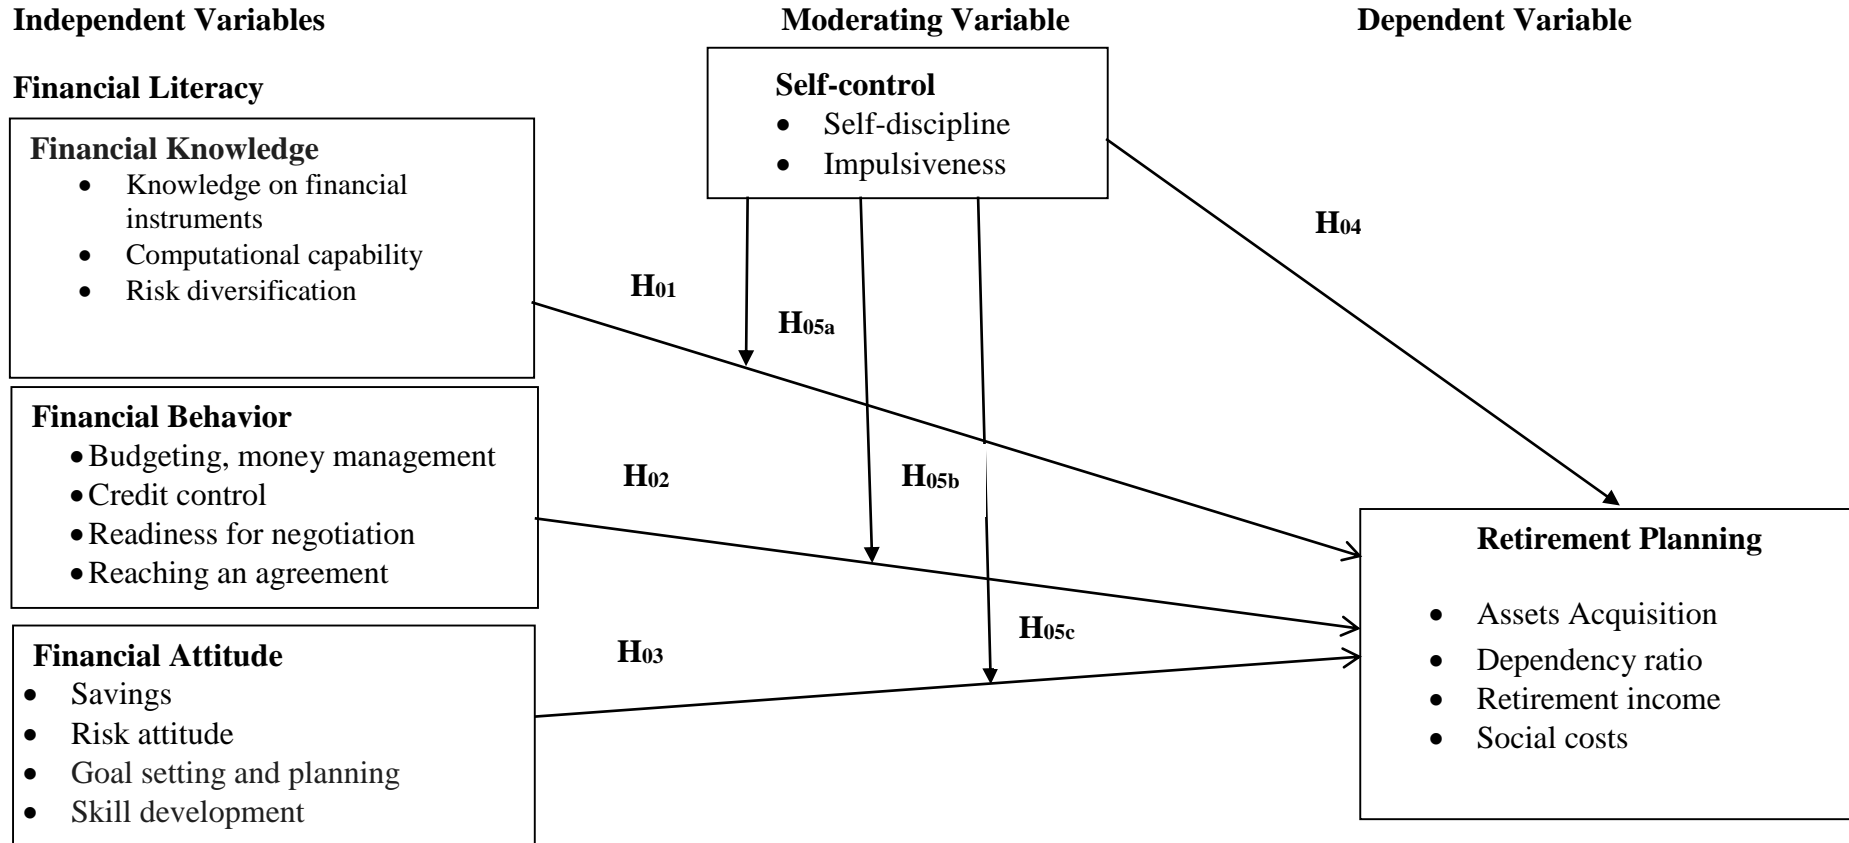 Independent Variables
Moderating Variable
Dependent Variable
Financial Literacy
Financial Knowledge
• Knowledge on financial
instruments
• Computational capability
• Risk diversification
Self-control
• Self-discipline
• Impulsiveness
H04
H01
H05a
Financial Behavior
• Budgeting, money management
• Credit control
• Readiness for negotiation
• Reaching an agreement
H02
H05b
Financial Attitude
• Savings
• Risk attitude
• Goal setting and planning
• Skill development
H03
H05c
Retirement Planning
• Assets Acquisition
• Dependency ratio
• Retirement income
• Social costs